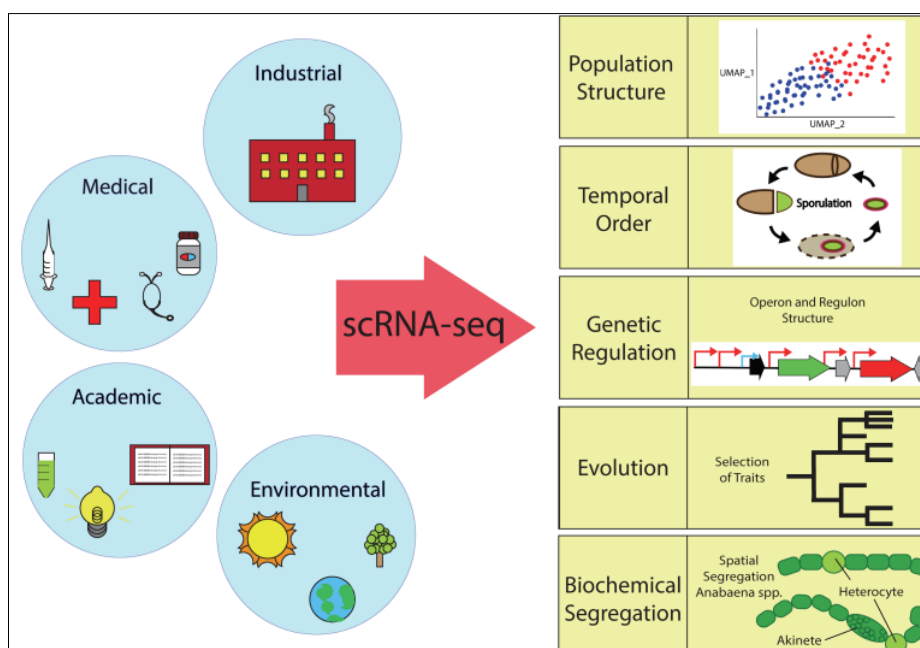 Industrial
Medical
Academic
Environmental
scRNA-seq
Population
Structure
UMAP_1
UMAP_2
Temporal
Order
Sporulation
Genetic
Regulation
Operon and Regulon
Structure
Evolution
Selection
of Traits
Biochemical
Segregation
Spatial
Segregation
Anabaena spp.
Heterocyte
Akinete